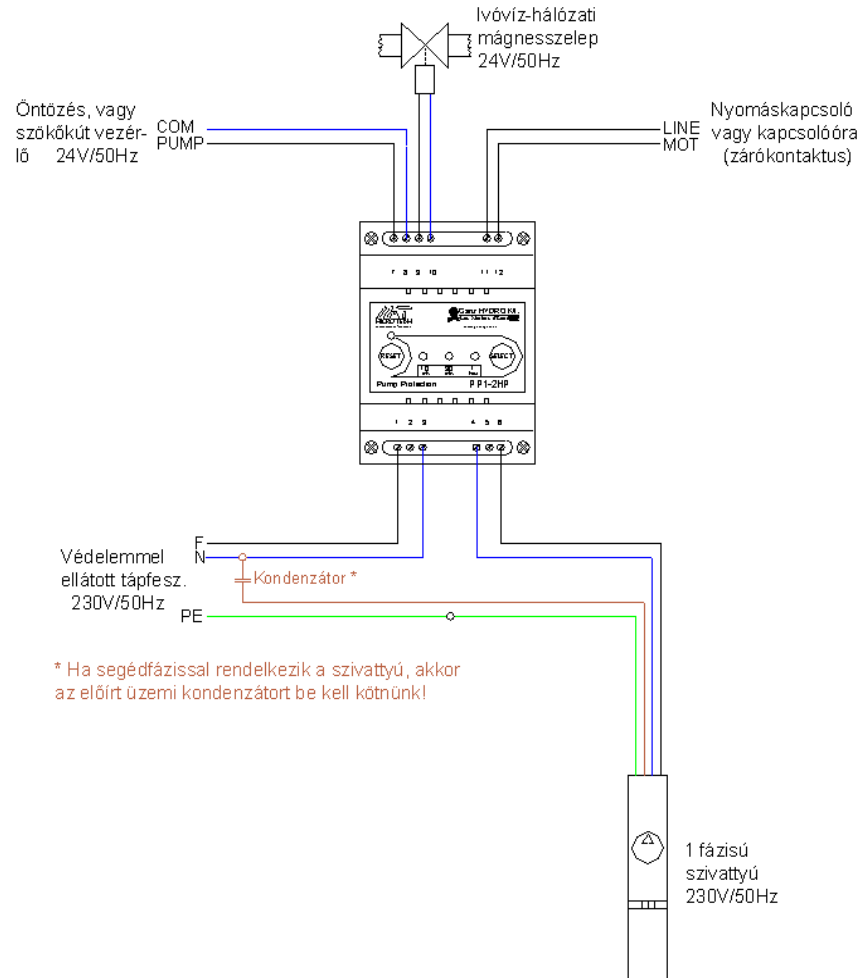 Ivóvíz-hálózati
mágnesszelep
24V/50Hz
Öntözés, vagy
szökőkút vezér-
lő 24V/50Hz
COM
PUMP
LINE
MOT
Nyomáskapcsoló
vagy kapcsolóóra
(zárókontaktus)
7 8 9 10 11 12
RESET
SELECT
10
30
1
Pump Protection PP1-2HP
1 2 3 4 5 6
F
N
Védelemmel
ellátott tápfesz.
230V/50Hz
PE
Kondenzátor *
* Ha segédfázissal rendelkezik a szivattyú, akkor
az előírt üzemi kondenzátort be kell kötnünk!
1 fázisú
szivattyú
230V/50Hz